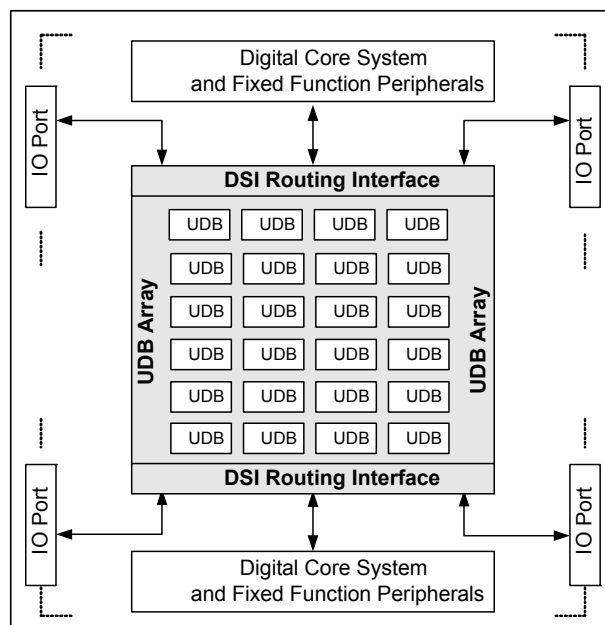 Digital Core System
and Fixed Function Peripherals
IO Port
IO Port
DSI Routing Interface
UDB Array
UDB UDB UDB UDB
UDB UDB UDB UDB
UDB UDB UDB UDB
UDB UDB UDB UDB
UDB UDB UDB UDB
UDB UDB UDB UDB
UDB Array
DSI Routing Interface
IO Port
IO Port
Digital Core System
and Fixed Function Peripherals